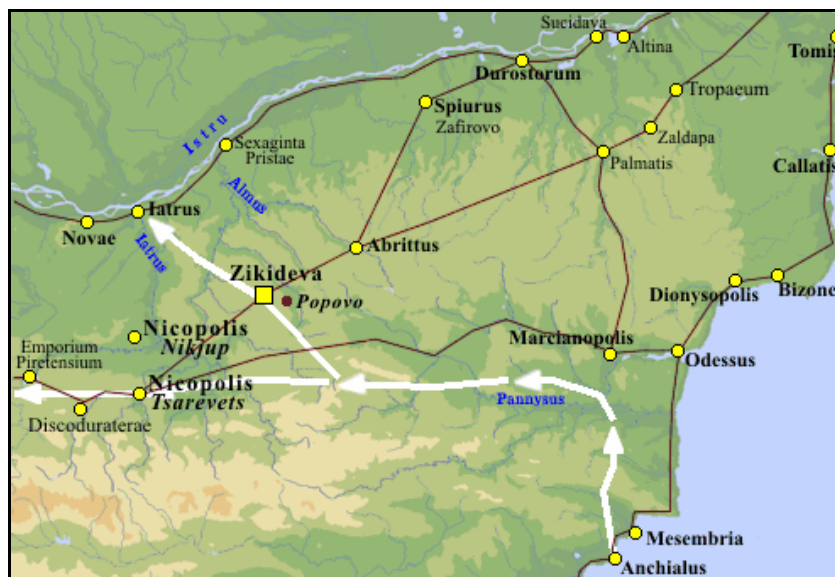 Sucidava
Altina
Tomis
Durostorum
Tropaeum
Spiurus
Zafirovo
Istru
Sexaginta
Pristae
Zaldapa
Palmatis
Callatis
Almus
Iatrus
Novae
Iatrus
Abrittus
Zikideva
Popovo
Dionysopolis
Bizone
Nicopolis
Nikjup
Marcianopolis
Odessus
Emporium
Piretensium
Nicopolis
Tsarevets
Pannysus
Discoduraterae
Mesembria
Anchialus